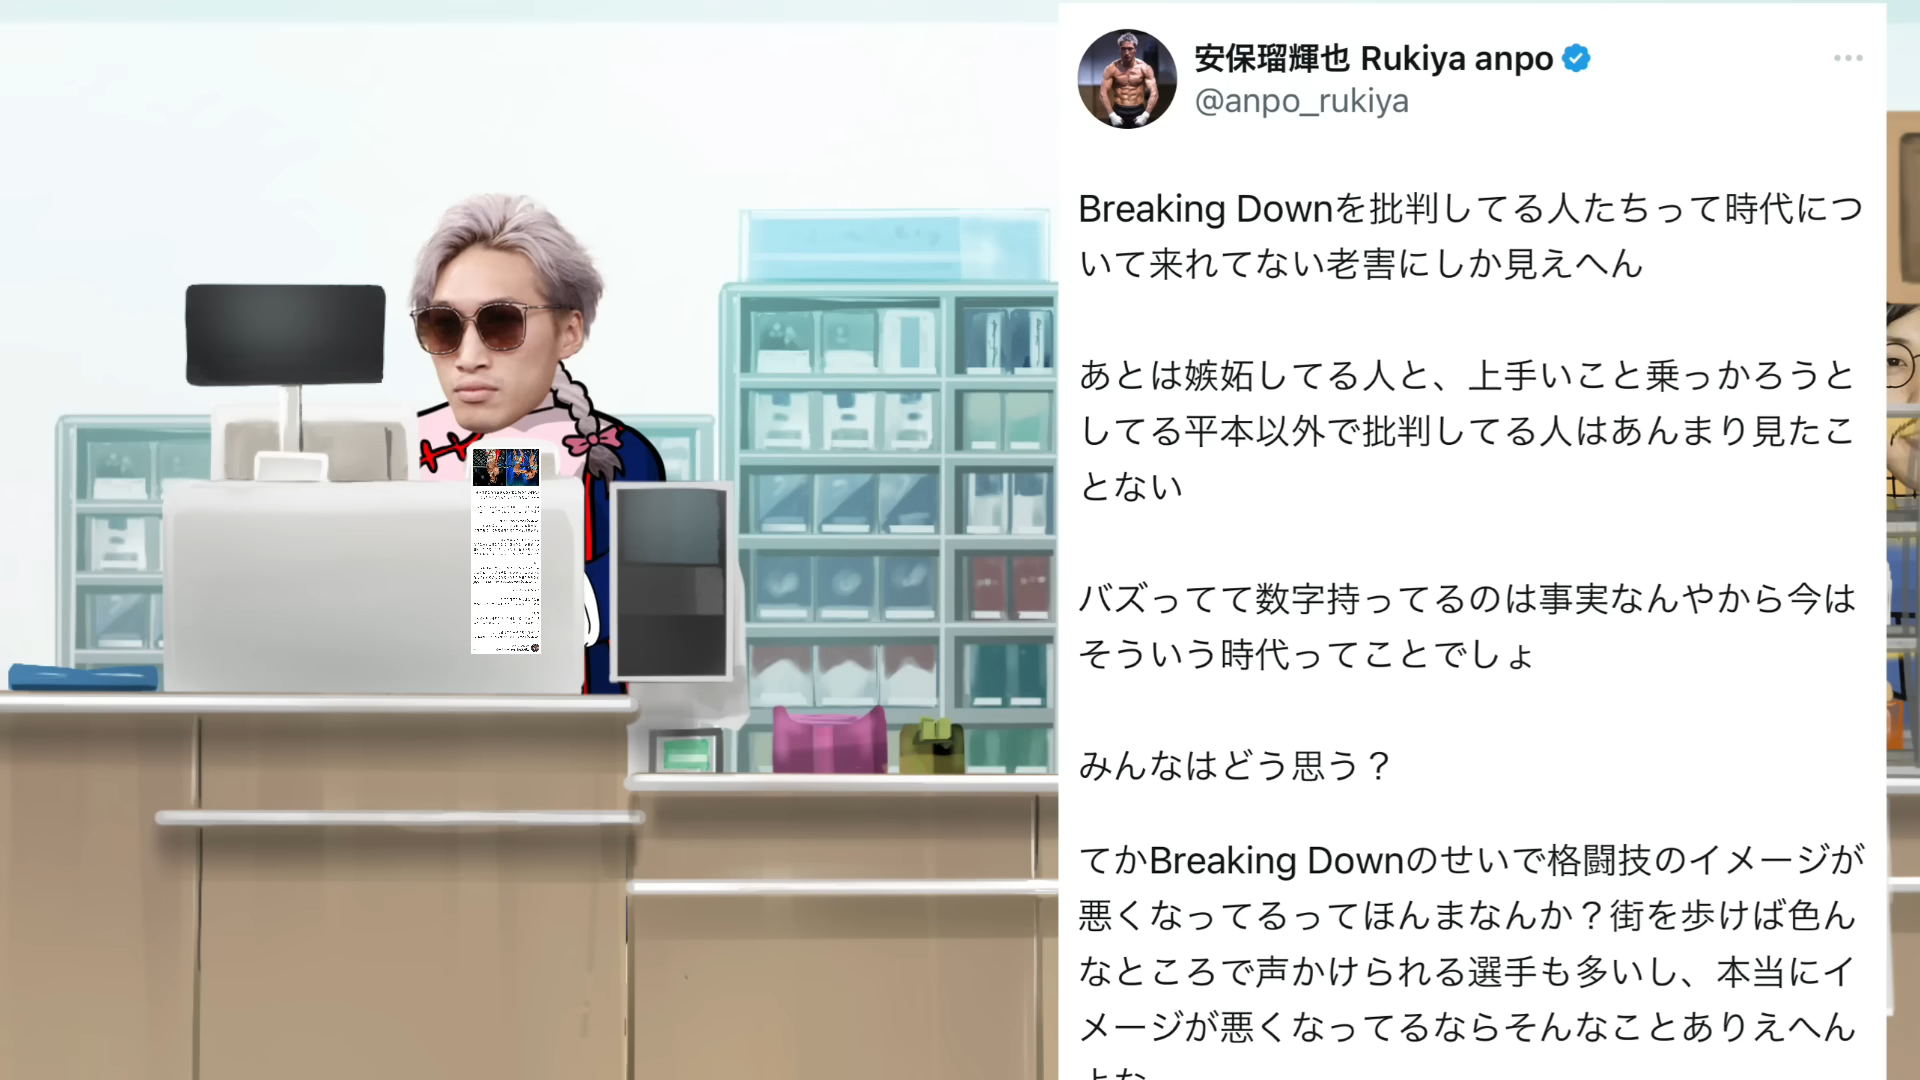 安保瑠輝也 Rukiya anpo
@anpo_rukiya
Breaking Downを批判してる人たちって時代につ
いて来れてない老害にしか見えへん
あとは嫉妬してる人と、上手いこと乗っかろうと
してる平本以外で批判してる人はあんまり見たこ
とない
バズってて数字持ってるのは事実なんやから今は
そういう時代ってことでしょ
みんなはどう思う？
てかBreaking Downのせいで格闘技のイメージが
悪くなってるってほんまなんか？街を歩けば色ん
なところで声かけられる選手も多いし、本当にイ
メージが悪くなってるならそんなことありえへん